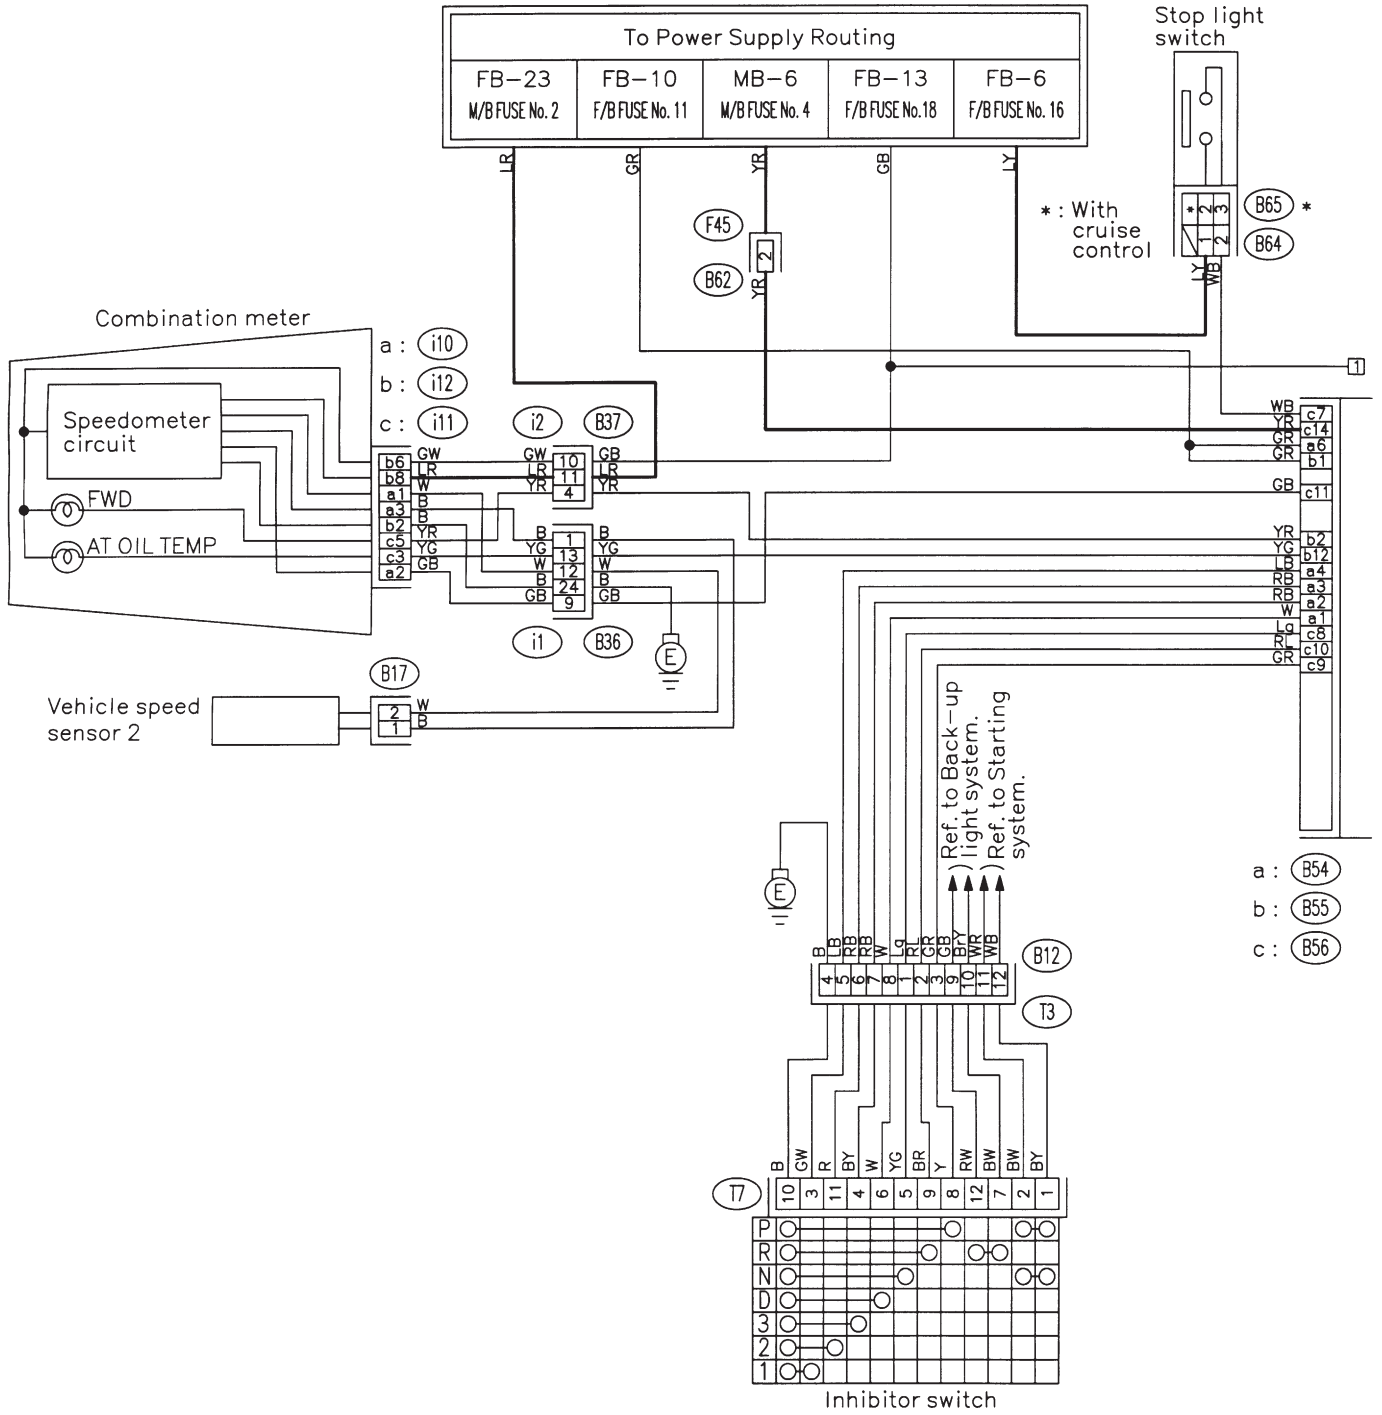 To Power Supply Routing
FB-23 FB-10 MB-6 FB-13 FB-6
M/B FUSE No. 2 F/B FUSE No. 11 M/B FUSE No. 4 F/B FUSE No. 18 F/B FUSE No. 16
LR GR YR GB LY
Stop light
switch
* 2 3
1 2
B65 *
B64
LY WB
* : With
cruise
control
F45
2
B62
YR
Combination meter
a : i10
b : i12
c : i11
Speedometer
circuit
FWD
AT OIL TEMP
b6 GW
b8 LR
a1 W
a3 B
b2 B
c5 YR
c3 YG
a2 GB
i2 B37
GW 10 GB
LR 11 LR
YR 4 YR
B 1 B
YG 13 YG
W 12 W
B 24 B
GB 9 GB
i1 B36
E
B17
Vehicle speed
sensor 2
2 W
1 B
1
WB c7
YR c14
GR a6
GR b1
GB c11
YR b2
YG b12
LB a4
RB a3
RB a2
W a1
Lg c8
RL c10
GR c9
a : B54
b : B55
c : B56
Ref. to Back-up
light system.
Ref. to Starting
system.
E
B LB RB RB W Lg RL GR GB BrY WR WB
4 5 6 7 8 1 2 3 9 10 11 12
B12
T3
B GW R BY W YG BR Y RW BW BW BY
T7
10 3 11 4 6 5 9 8 12 7 2 1
P
R
N
D
3
2
1
Inhibitor switch